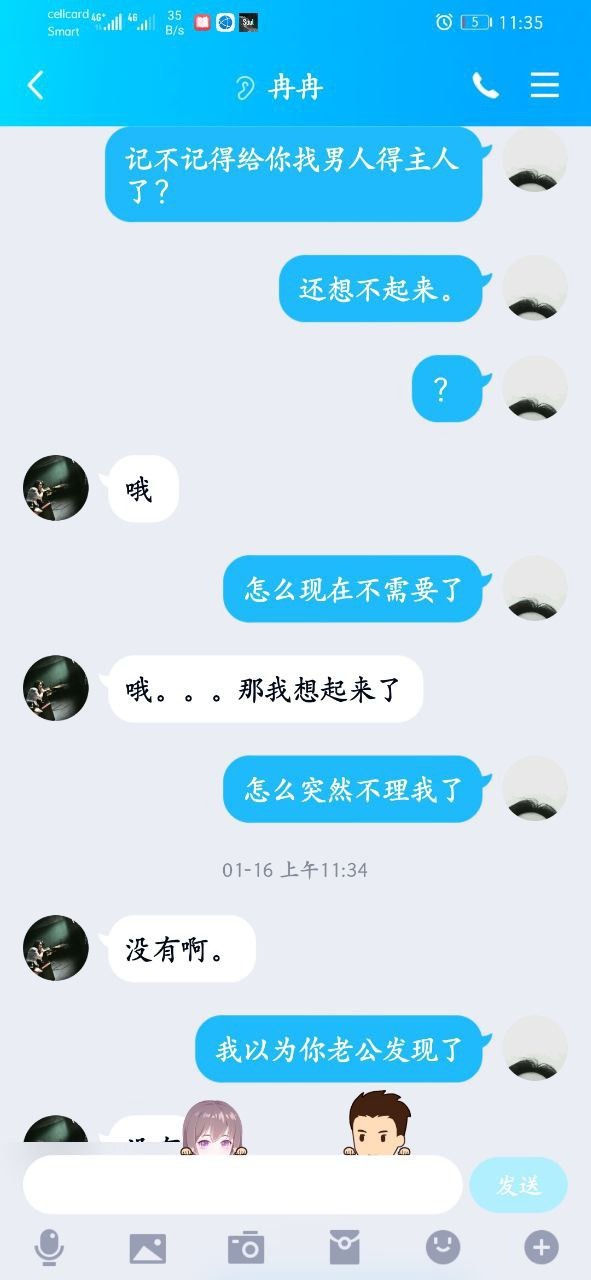 cellcard 4G+ 4G 35 B/s 5 11:35
Smart
冉冉
记不记得给你找男人得主人
了？
还想不起来。
？
哦
怎么现在不需要了
哦。。。那我想起来了
怎么突然不理我了
01-16 上午11:34
没有啊。
我以为你老公发现了
发送